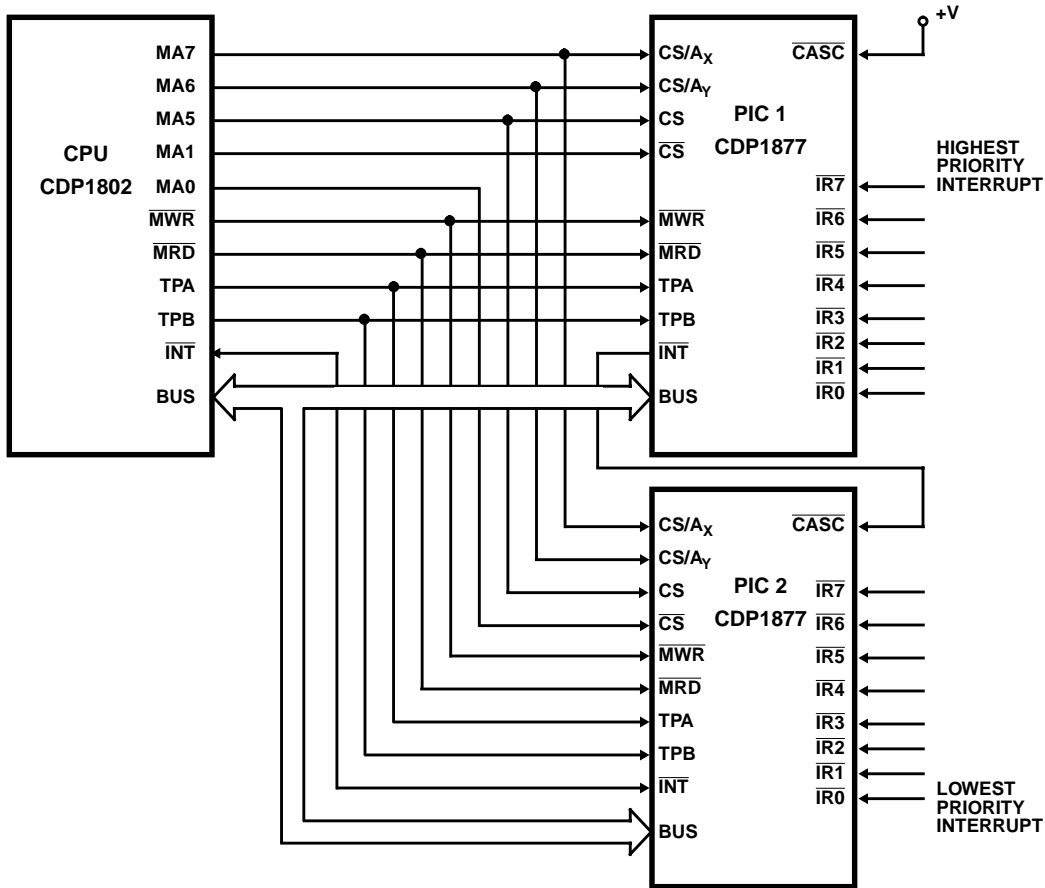 MA7
MA6
MA5
MA1
MA0
MWR
MRD
TPA
TPB
INT
BUS
CPU
CDP1802
CS/AX
CS/AY
CS
CS
MWR
MRD
TPA
TPB
INT
BUS
PIC 1
CDP1877
CASC
IR7
IR6
IR5
IR4
IR3
IR2
IR1
IR0
+V
HIGHEST
PRIORITY
INTERRUPT
CS/AX
CS/AY
CS
CS
MWR
MRD
TPA
TPB
INT
BUS
PIC 2
CDP1877
CASC
IR7
IR6
IR5
IR4
IR3
IR2
IR1
IR0
LOWEST
PRIORITY
INTERRUPT